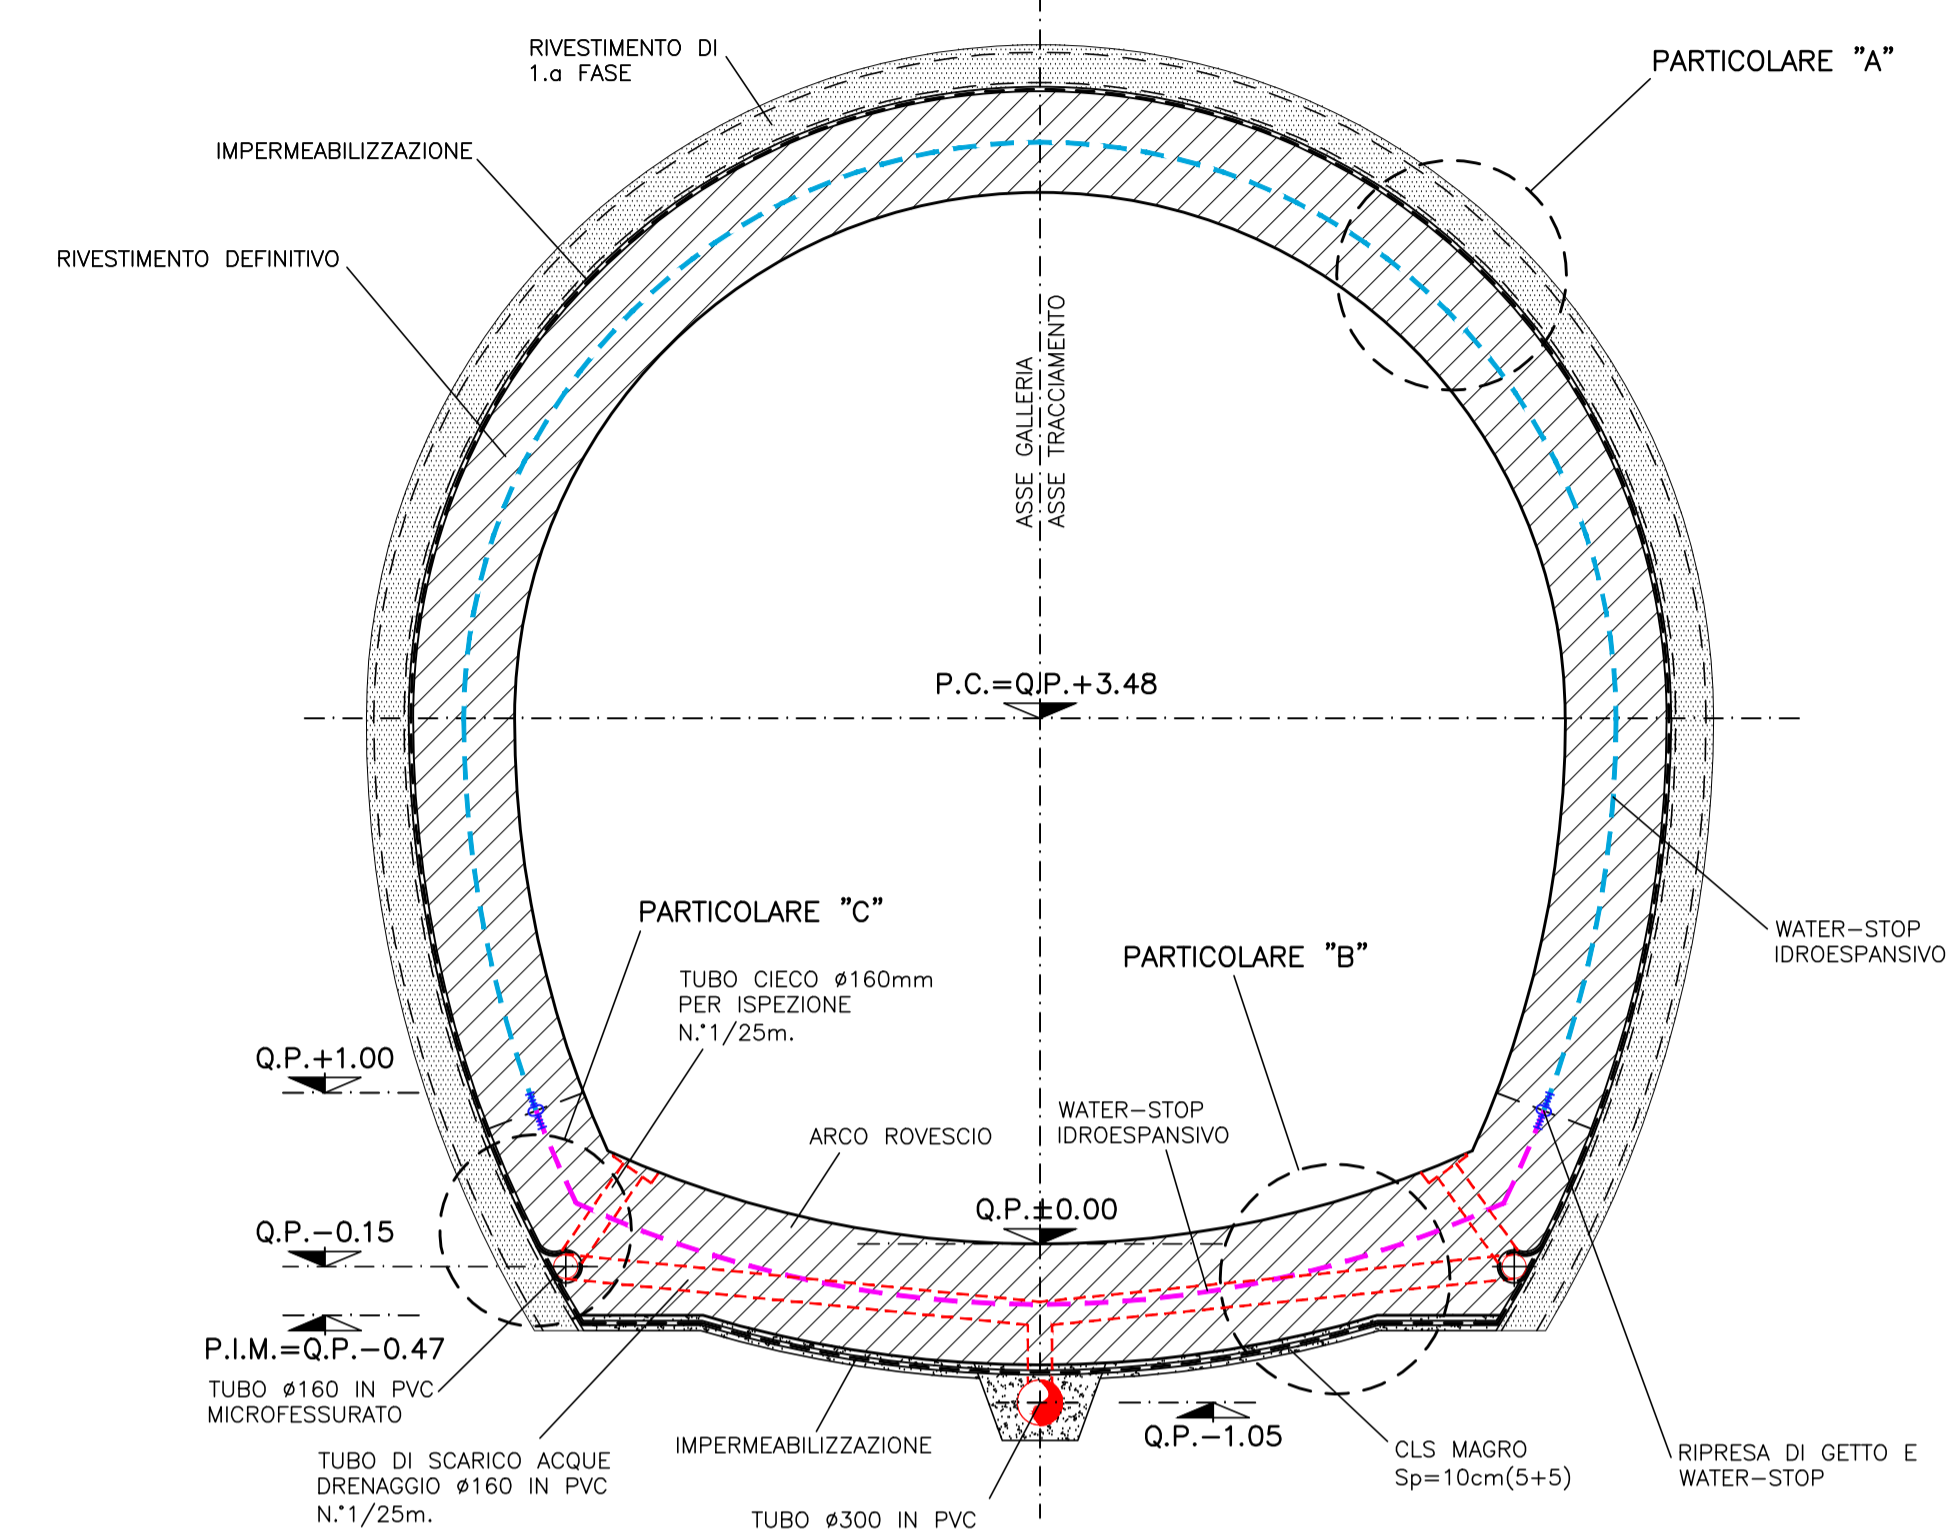 RIVESTIMENTO DI
1.a FASE
PARTICOLARE "A"
IMPERMEABILIZZAZIONE
RIVESTIMENTO DEFINITIVO
ASSE GALLERIA
ASSE TRACCIAMENTO
P.C.=Q.P.+3.48
PARTICOLARE "C"
TUBO CIECO ø160mm
PER ISPEZIONE
N.°1/25m.
PARTICOLARE "B"
WATER-STOP
IDROESPANSIVO
Q.P.+1.00
ARCO ROVESCIO
WATER-STOP
IDROESPANSIVO
Q.P.±0.00
Q.P.-0.15
P.I.M.=Q.P.-0.47
TUBO ø160 IN PVC
MICROFESSURATO
TUBO DI SCARICO ACQUE
DRENAGGIO ø160 IN PVC
N.°1/25m.
IMPERMEABILIZZAZIONE
TUBO ø300 IN PVC
Q.P.-1.05
CLS MAGRO
Sp=10cm(5+5)
RIPRESA DI GETTO E
WATER-STOP